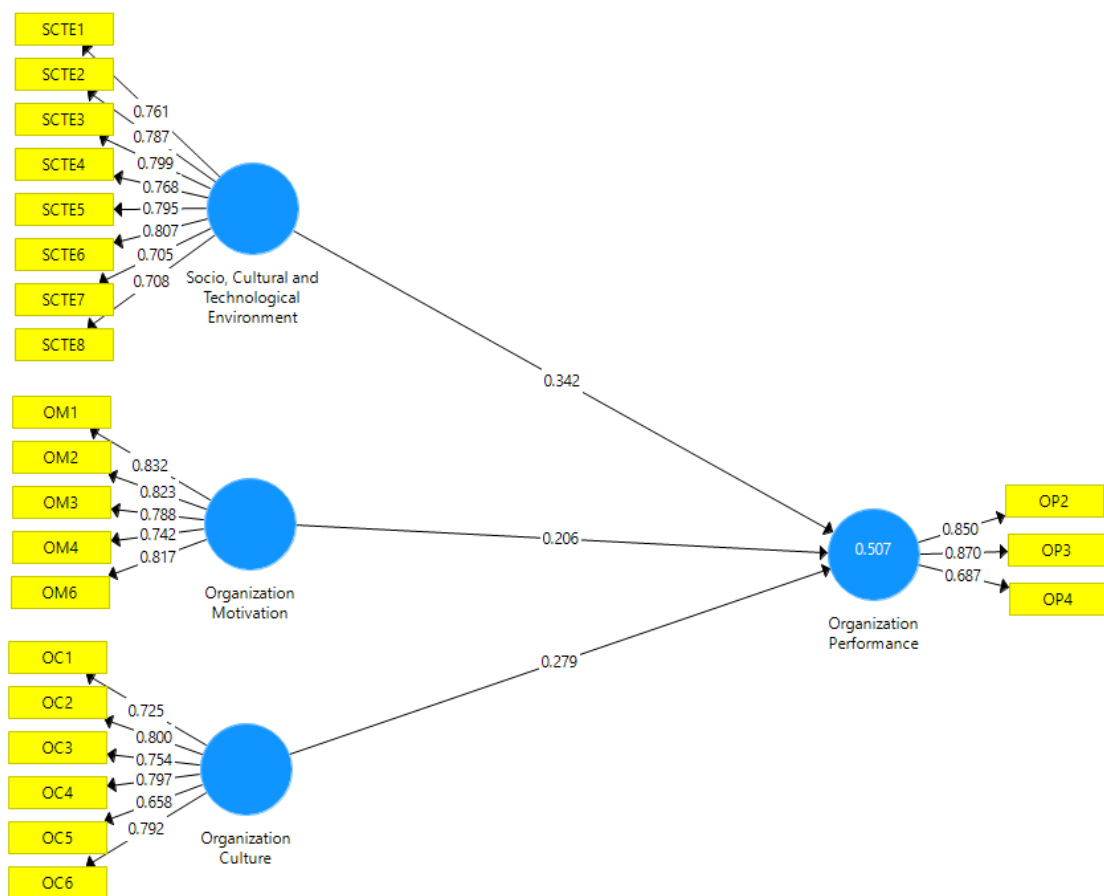 SCTE1
SCTE2
SCTE3
SCTE4
SCTE5
SCTE6
SCTE7
SCTE8
0.761
0.787
0.799
0.768
0.795
0.807
0.705
0.708
Socio, Cultural and
Technological
Environment
0.342
OM1
OM2
OM3
OM4
OM6
0.832
0.823
0.788
0.742
0.817
Organization
Motivation
0.206
OC1
OC2
OC3
OC4
OC5
OC6
0.725
0.800
0.754
0.797
0.658
0.792
Organization
Culture
0.279
0.507
Organization
Performance
0.850
0.870
0.687
OP2
OP3
OP4